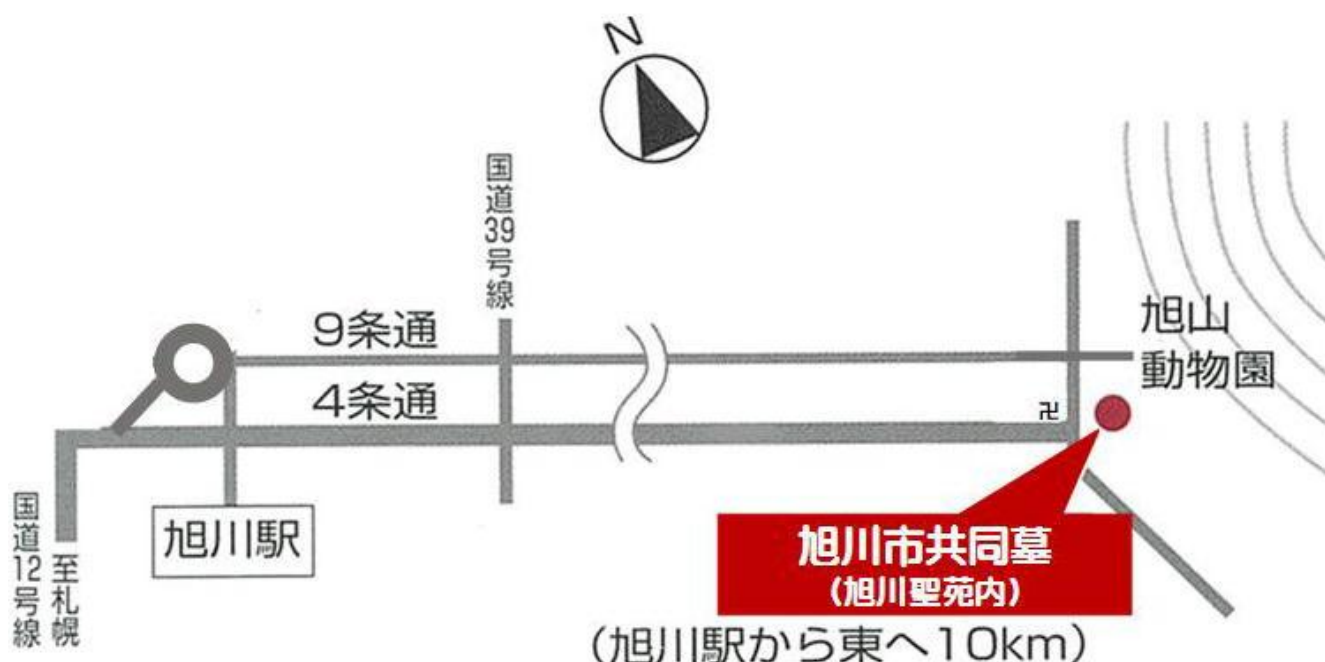 N
国道39号線
9条通
4条通
旭山
動物園
卍
旭川駅
国道12号線
至札幌
旭川市共同墓
(旭川聖苑内)
(旭川駅から東へ10km)